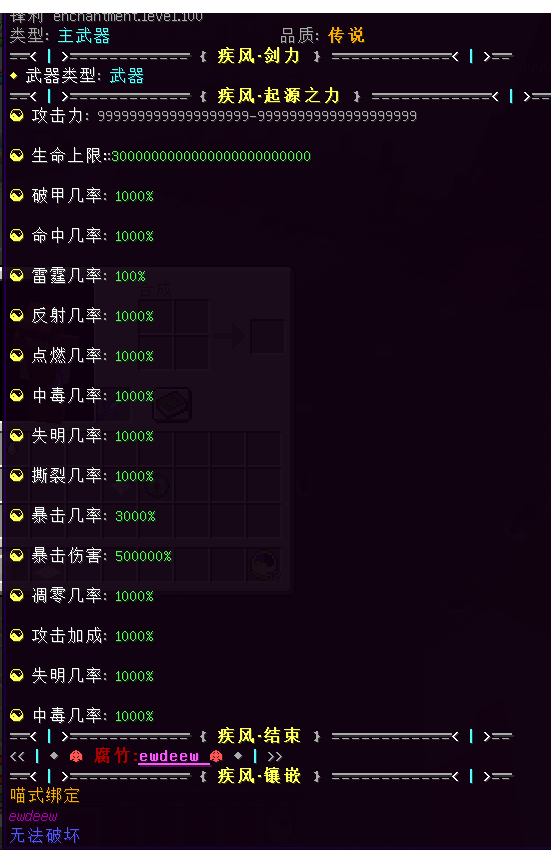 锋利 enchantment.level.100
类型: 主武器 品质: 传说
══< | >════════════ { 疾风·剑力 } ════════════< | >══
◆ 武器类型: 武器
══< | >════════════ { 疾风·起源之力 } ════════════< | >══
攻击力: 9999999999999999999-99999999999999999999
生命上限::3000000000000000000000000
破甲几率: 1000%
命中几率: 1000%
雷霆几率: 100%
反射几率: 1000%
点燃几率: 1000%
合成
中毒几率: 1000%
失明几率: 1000%
撕裂几率: 1000%
暴击几率: 3000%
暴击伤害: 500000%
凋零几率: 1000%
攻击加成: 1000%
失明几率: 1000%
中毒几率: 1000%
══< | >════════════ { 疾风·结束 } ════════════< | >══
<< | ◆ 腐竹:ewdeew ◆ | >>
══< | >════════════ { 疾风·镶嵌 } ════════════< | >══
喵式绑定
ewdeew
无法破坏